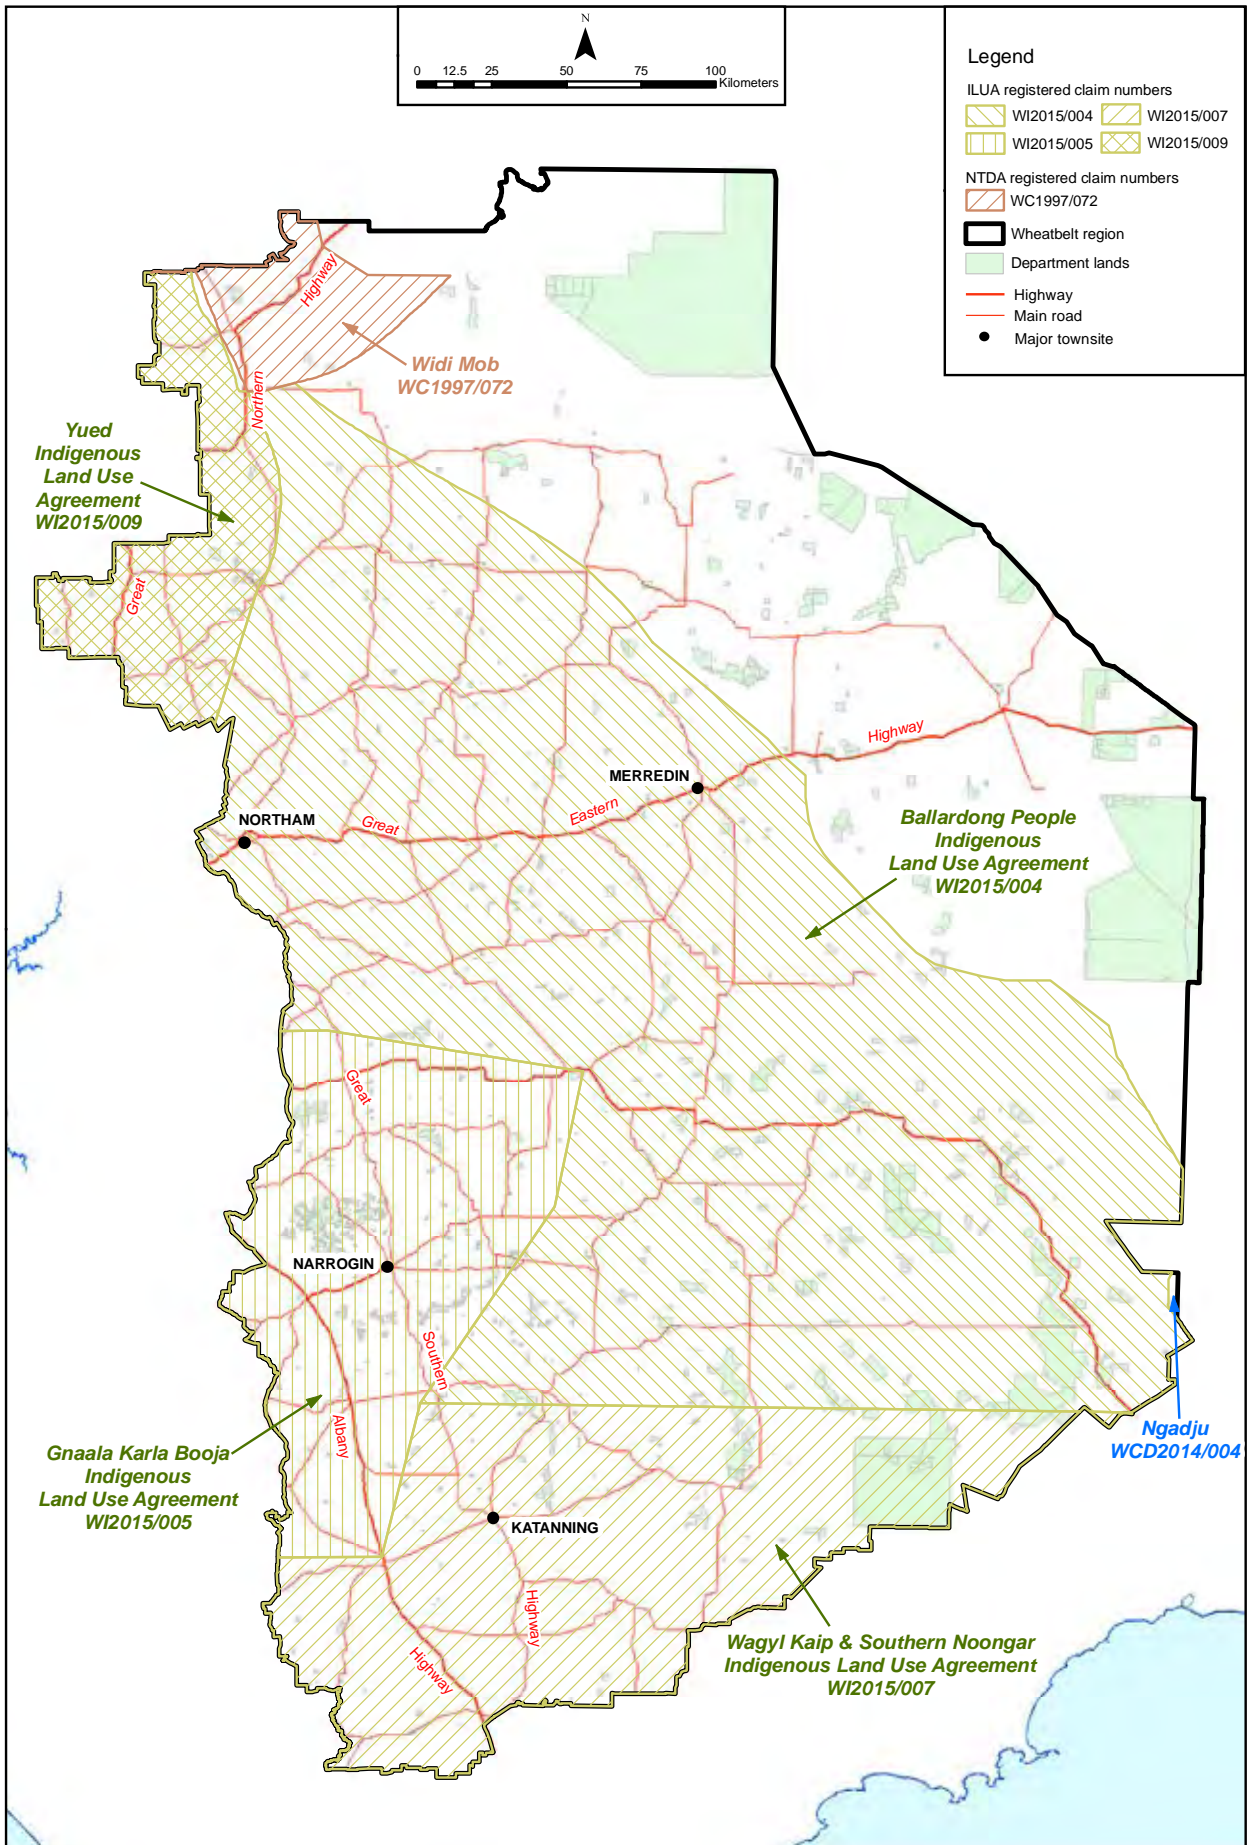 N
0 12.5 25 50 75 100
Kilometers
Legend
ILUA registered claim numbers
WI2015/004 WI2015/007
WI2015/005 WI2015/009
NTDA registered claim numbers
WC1997/072
Wheatbelt region
Department lands
Highway
Main road
Major townsite
Highway
Widi Mob
WC1997/072
Northern
Yued
Indigenous
Land Use
Agreement
WI2015/009
Great
Highway
MERREDIN
Eastern
Great
NORTHAM
Ballardong People
Indigenous
Land Use Agreement
WI2015/004
Great
NARROGIN
Southern
Albany
Ngadju
WCD2014/004
Gnaala Karla Booja
Indigenous
Land Use Agreement
WI2015/005
KATANNING
Highway
Highway
Wagyl Kaip & Southern Noongar
Indigenous Land Use Agreement
WI2015/007